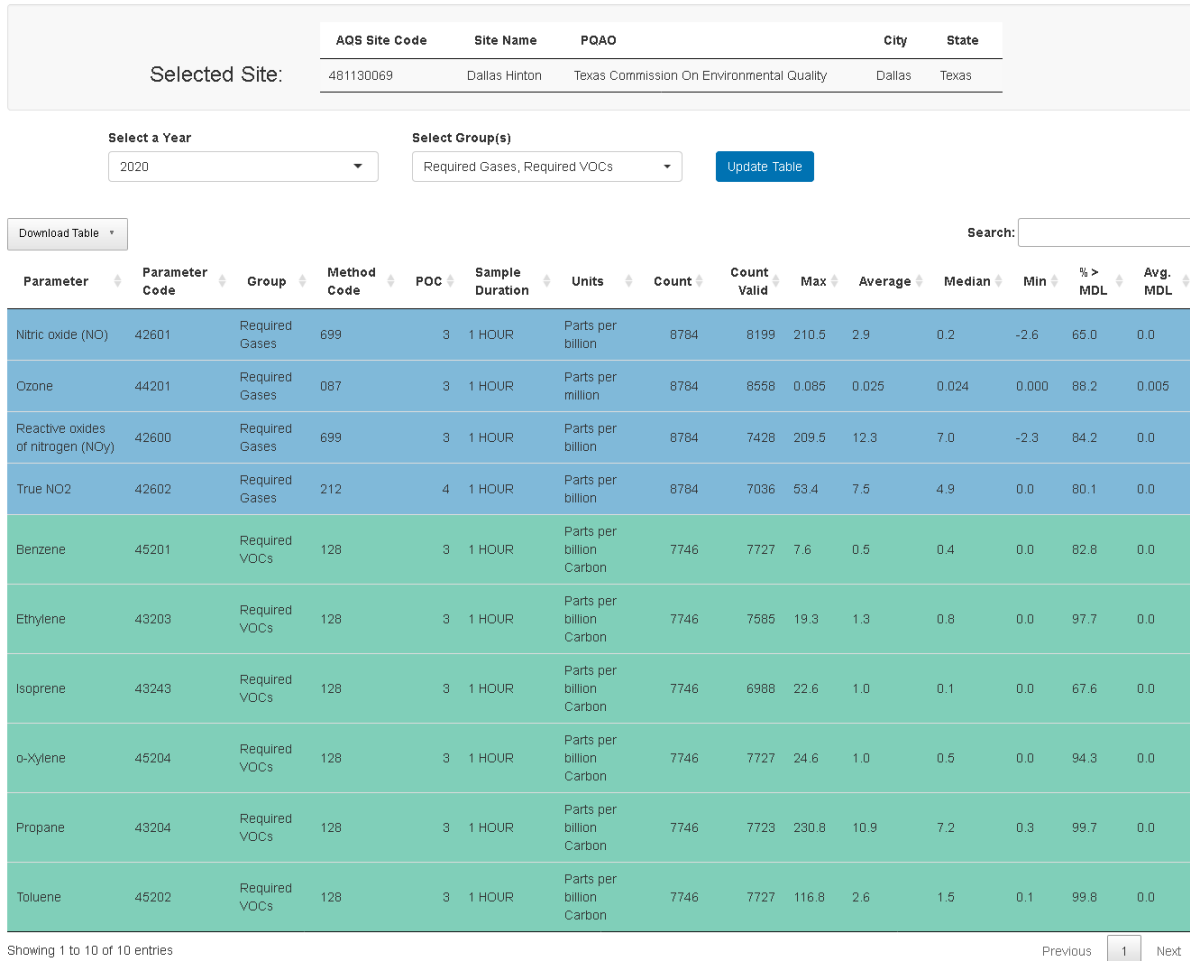 AQS Site Code Site Name PQAO City State
Selected Site: 481130069 Dallas Hinton Texas Commission On Environmental Quality Dallas Texas
Select a Year Select Group(s)
2020 Required Gases, Required VOCs Update Table
Download Table Search:
Parameter Parameter Code Group Method Code POC Sample Duration Units Count Count Valid Max Average Median Min % > MDL Avg. MDL
Nitric oxide (NO) 42601 Required Gases 699 3 1 HOUR Parts per billion 8784 8199 210.5 2.9 0.2 -2.6 65.0 0.0
Ozone 44201 Required Gases 087 3 1 HOUR Parts per million 8784 8558 0.085 0.025 0.024 0.000 88.2 0.005
Reactive oxides of nitrogen (NOy) 42600 Required Gases 699 3 1 HOUR Parts per billion 8784 7428 209.5 12.3 7.0 -2.3 84.2 0.0
True NO2 42602 Required Gases 212 4 1 HOUR Parts per billion 8784 7036 53.4 7.5 4.9 0.0 80.1 0.0
Benzene 45201 Required VOCs 128 3 1 HOUR Parts per billion Carbon 7746 7727 7.6 0.5 0.4 0.0 82.8 0.0
Ethylene 43203 Required VOCs 128 3 1 HOUR Parts per billion Carbon 7746 7585 19.3 1.3 0.8 0.0 97.7 0.0
Isoprene 43243 Required VOCs 128 3 1 HOUR Parts per billion Carbon 7746 6988 22.6 1.0 0.1 0.0 67.6 0.0
o-Xylene 45204 Required VOCs 128 3 1 HOUR Parts per billion Carbon 7746 7727 24.6 1.0 0.5 0.0 94.3 0.0
Propane 43204 Required VOCs 128 3 1 HOUR Parts per billion Carbon 7746 7723 230.8 10.9 7.2 0.3 99.7 0.0
Toluene 45202 Required VOCs 128 3 1 HOUR Parts per billion Carbon 7746 7727 116.8 2.6 1.5 0.1 99.8 0.0
Showing 1 to 10 of 10 entries Previous 1 Next